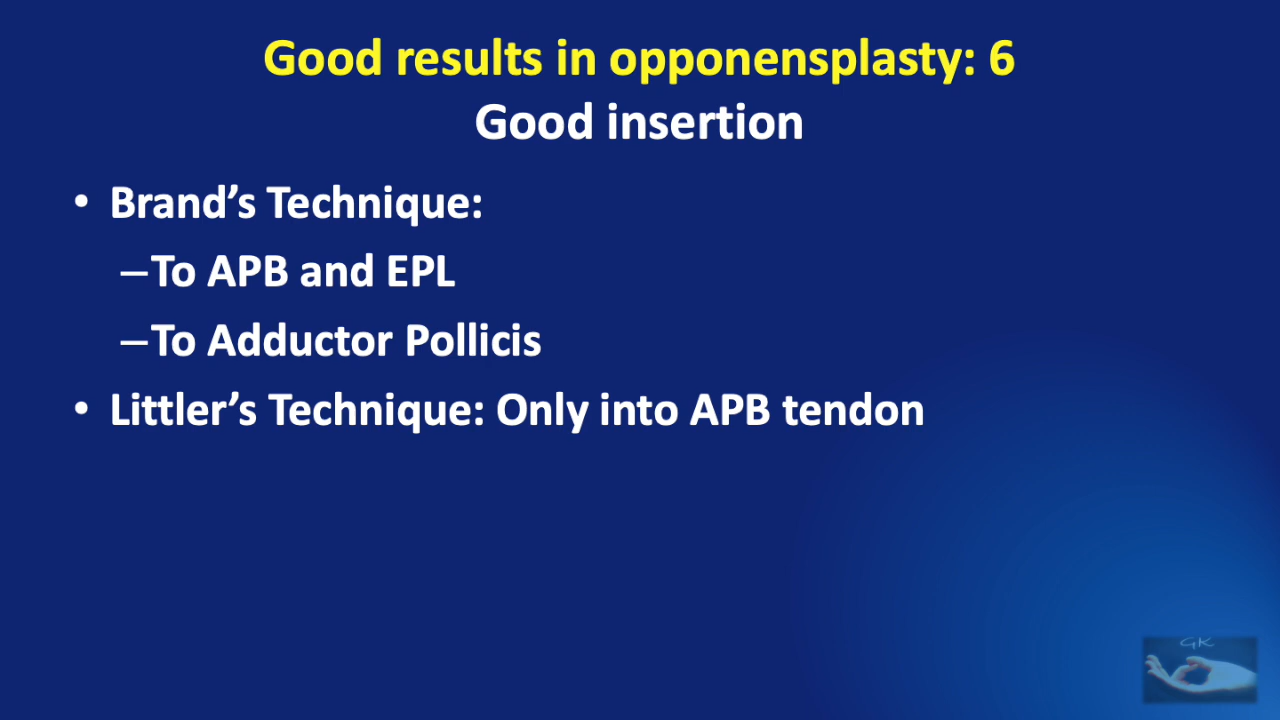 Good results in opponensplasty: 6
Good insertion
• Brand’s Technique:
–To APB and EPL
–To Adductor Pollicis
• Littler’s Technique: Only into APB tendon
GK